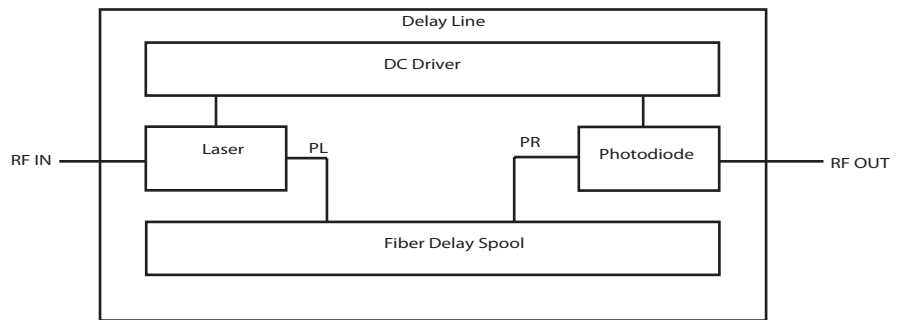 Delay Line
DC Driver
Laser
PL
PR
Photodiode
RF IN
RF OUT
Fiber Delay Spool